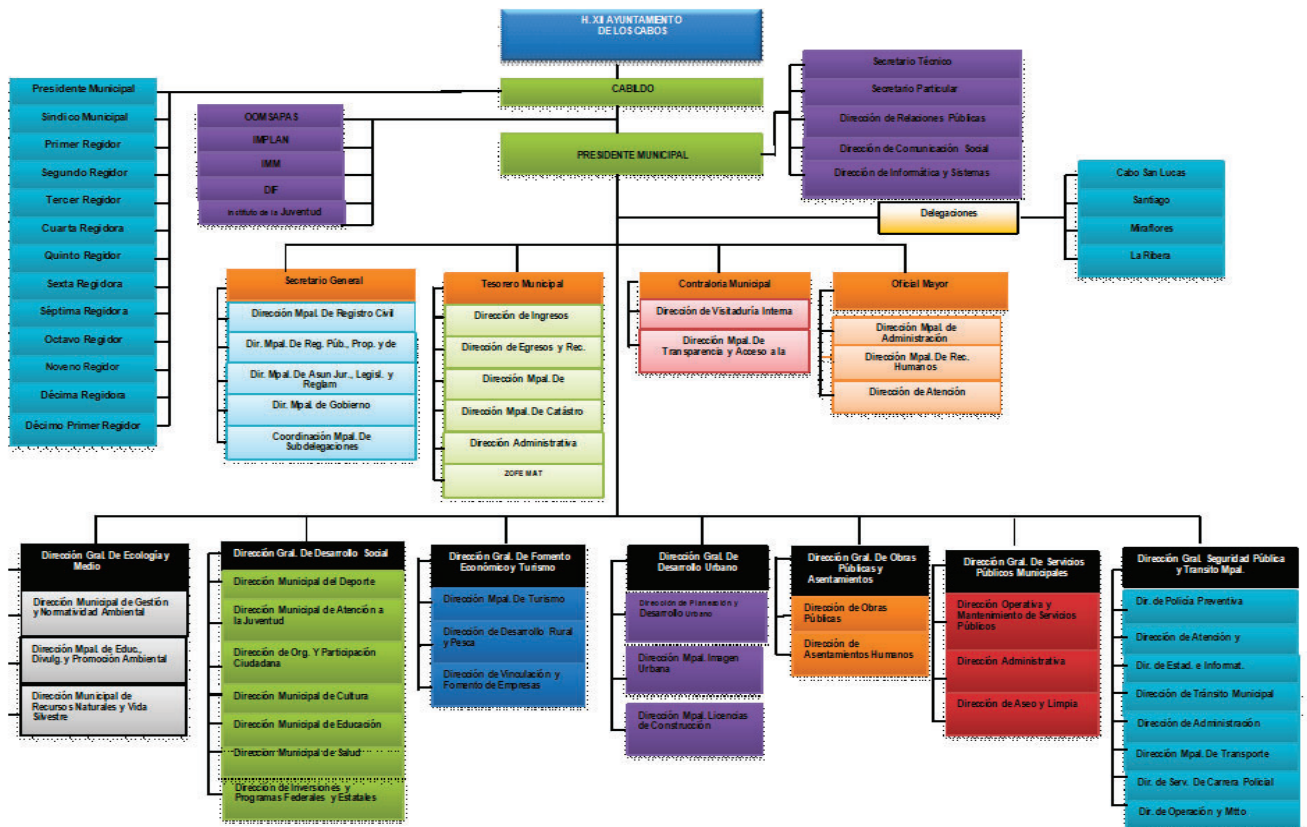 H. XII AYUNTAMIENTO
DE LOS CABOS
CABILDO
PRESIDENTE MUNICIPAL
Presidente Municipal
Sindico Municipal
Primer Regidor
Segundo Regidor
Tercer Regidor
Cuarta Regidora
Quinto Regidor
Sexta Regidora
Séptima Regidora
Octavo Regidor
Noveno Regidor
Décima Regidora
Décimo Primer Regidor
OOMSAPAS
IMPLAN
IMM
DIF
Instituto de la Juventud
Secretario Técnico
Secretario Particular
Dirección de Relaciones Públicas
Dirección de Comunicación Social
Dirección de Informática y Sistemas
Delegaciones
Cabo San Lucas
Santiago
Miraflores
La Ribera
Secretario General
Dirección Mpal. De Registro Civil
Dir. Mpal. De Reg. Púb., Prop. y de
Dir. Mpal. De Asun Jur., Legisl. y
Reglam
Dir. Mpal. de Gobierno
Coordinación Mpal. De
Subdelegaciones
Tesorero Municipal
Dirección de Ingresos
Dirección de Egresos y Rec.
Dirección Mpal. De
Dirección Mpal. De Catástro
Dirección Administrativa
ZOFEMAT
Contraloria Municipal
Dirección de Visitaduría Interna
Dirección Mpal. De
Transparencia y Acceso a la
Oficial Mayor
Dirección Mpal. de
Administración
Dirección Mpal. De Rec.
Humanos
Dirección de Atención
Dirección Gral. De Ecología y
Medio
Dirección Municipal de Gestión
y Normatividad Ambiental
Dirección Mpal. de Educ.,
Divulg. y Promoción Ambiental
Dirección Municipal de
Recursos Naturales y Vida
Silvestre
Dirección Gral. De Desarrollo Social
Dirección Municipal del Deporte
Dirección Municipal de Atención a
la Juventud
Dirección de Org. Y Participación
Ciudadana
Dirección Municipal de Cultura
Dirección Municipal de Educación
Dirección Municipal de Salud
Dirección de Inversiones y
Programas Federales y Estatales
Dirección Gral. De Fomento
Económico y Turismo
Dirección Mpal. De Turismo
Dirección de Desarrollo Rural
y Pesca
Dirección de Vinculación y
Fomento de Empresas
Dirección Gral. De
Desarrollo Urbano
Dirección de Planeación y
Desarrollo Urbano
Dirección Mpal. Imagen
Urbana
Dirección Mpal. Licencias
de Construcción
Dirección Gral. De Obras
Públicas y
Asentamientos
Dirección de Obras
Públicas
Dirección de
Asentamientos Humanos
Dirección Gral. de Servicios
Públicos Municipales
Dirección Operativa y
Mantenimiento de Servicios
Públicos
Dirección Administrativa
Dirección de Aseo y Limpia
Dirección Gral. Seguridad Pública
y Transito Mpal.
Dir. de Policía Preventiva
Dirección de Atención y
Dir. de Estad. e Informat.
Dirección de Tránsito Municipal
Dirección de Administración
Dirección Mpal. De Transporte
Dir. de Serv. De Carrera Policial
Dir. de Operación y Mtto